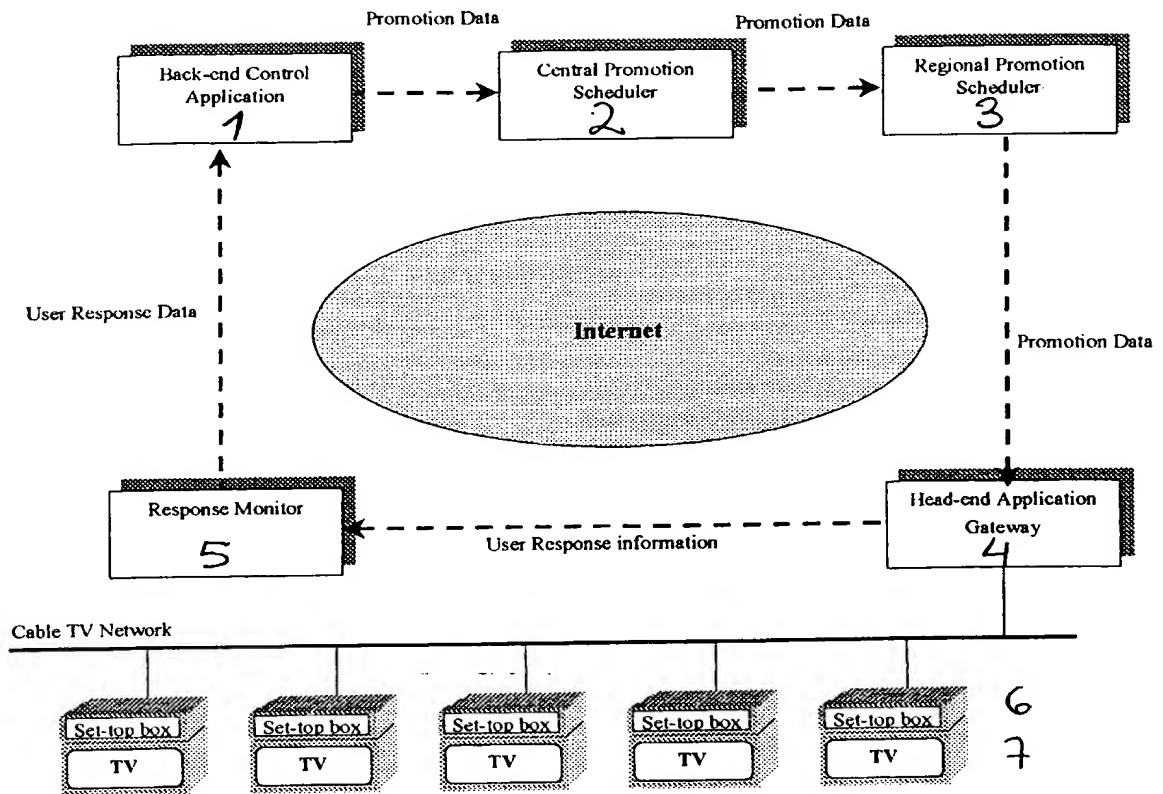 Promotion Data
Promotion Data
Back-end Control
Application
1
Central Promotion
Scheduler
2
Regional Promotion
Scheduler
3
User Response Data
Internet
Promotion Data
Response Monitor
5
User Response information
Head-end Application
Gateway
4
Cable TV Network
Set-top box
Set-top box
Set-top box
Set-top box
Set-top box
6
TV
TV
TV
TV
TV
7